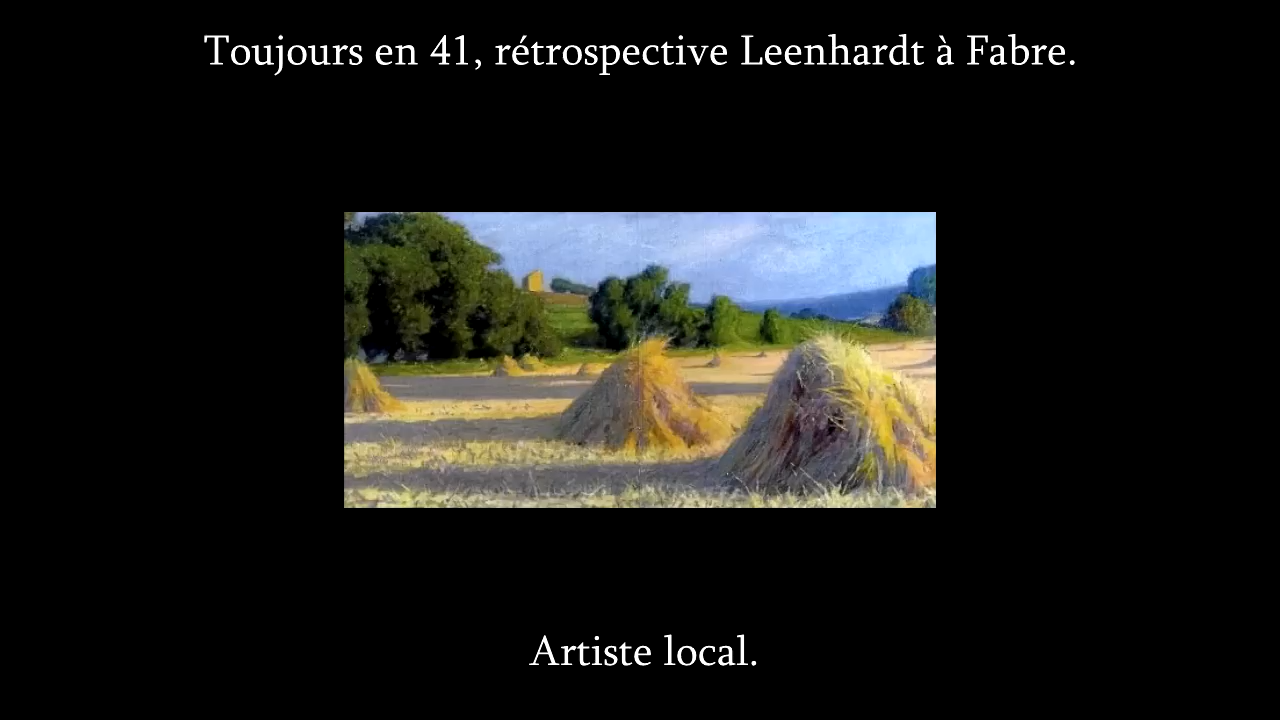 Toujours en 41, rétrospective Leenhardt à Fabre.
Artiste local.